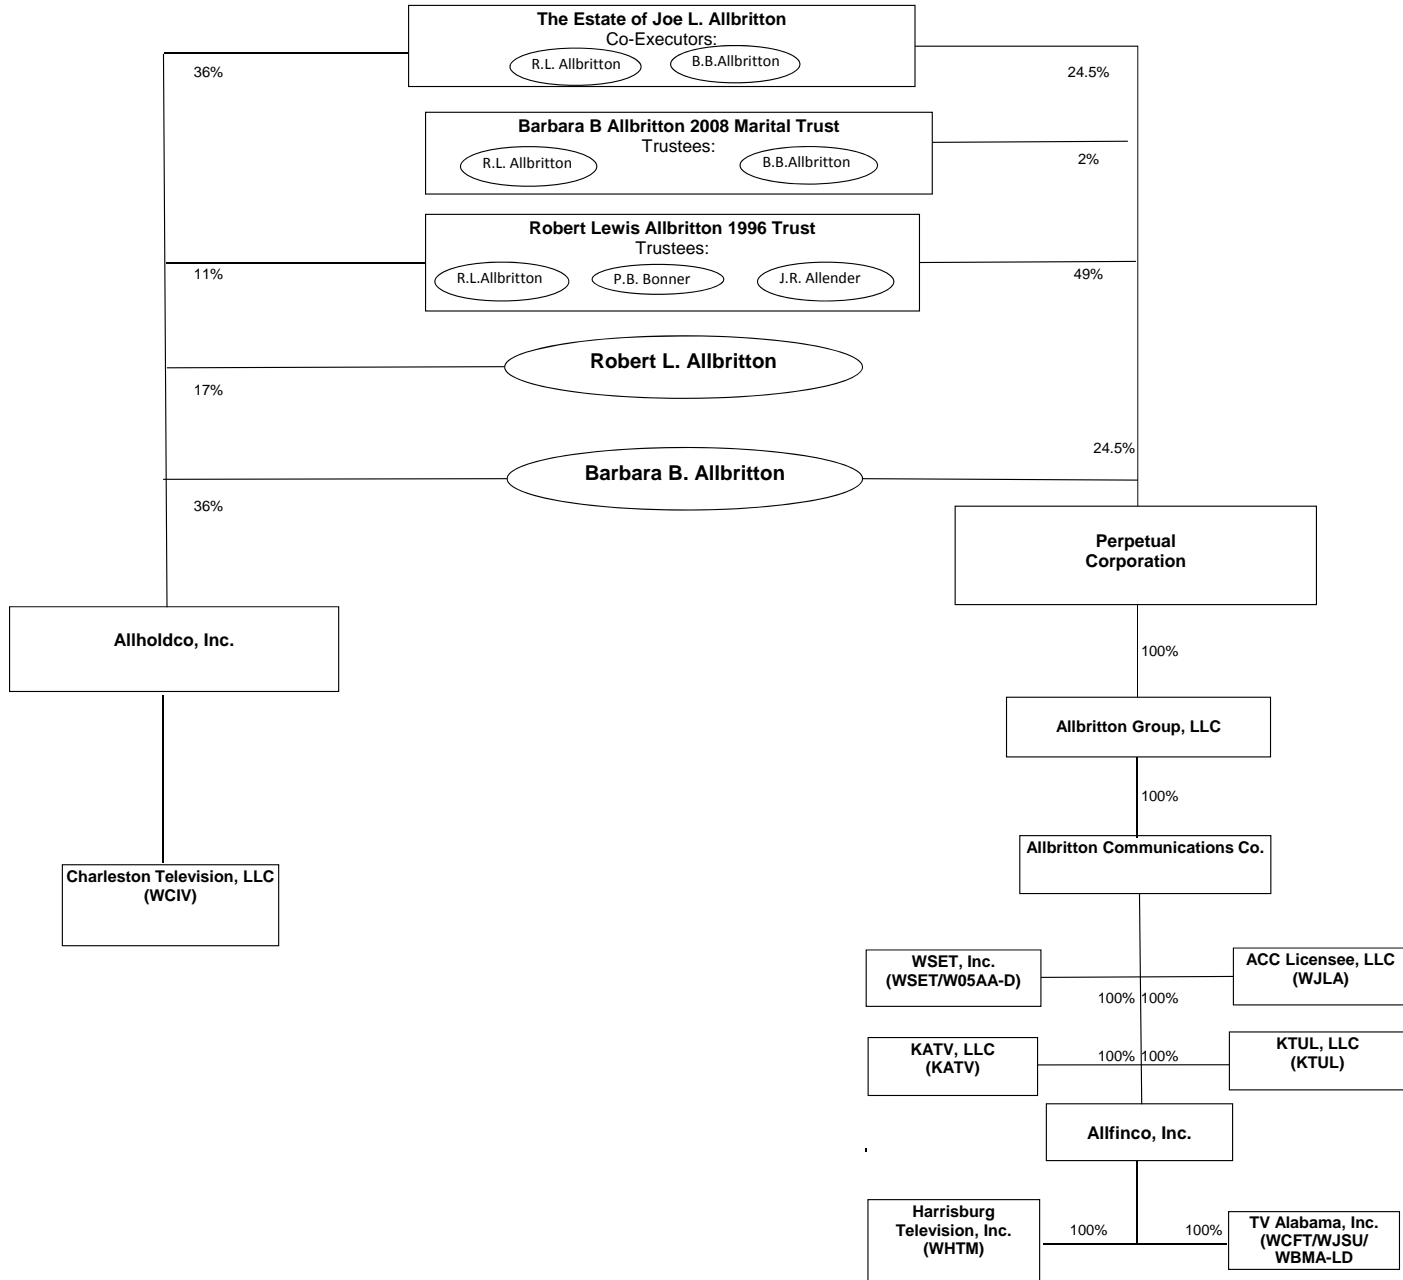 The Estate of Joe L. Allbritton
Co-Executors:
R.L. Allbritton
B.B.Allbritton
36%
24.5%
Barbara B Allbritton 2008 Marital Trust
Trustees:
R.L. Allbritton
B.B.Allbritton
2%
Robert Lewis Allbritton 1996 Trust
Trustees:
R.L.Allbritton
P.B. Bonner
J.R. Allender
11%
49%
Robert L. Allbritton
17%
Barbara B. Allbritton
24.5%
36%
Perpetual
Corporation
Allholdco, Inc.
100%
Allbritton Group, LLC
100%
Allbritton Communications Co.
Charleston Television, LLC
(WCIV)
WSET, Inc.
(WSET/W05AA-D)
ACC Licensee, LLC
(WJLA)
100% 100%
KATV, LLC
(KATV)
100% 100%
KTUL, LLC
(KTUL)
Allfinco, Inc.
Harrisburg
Television, Inc.
(WHTM)
100%
100%
TV Alabama, Inc.
(WCFT/WJSU/
WBMA-LD